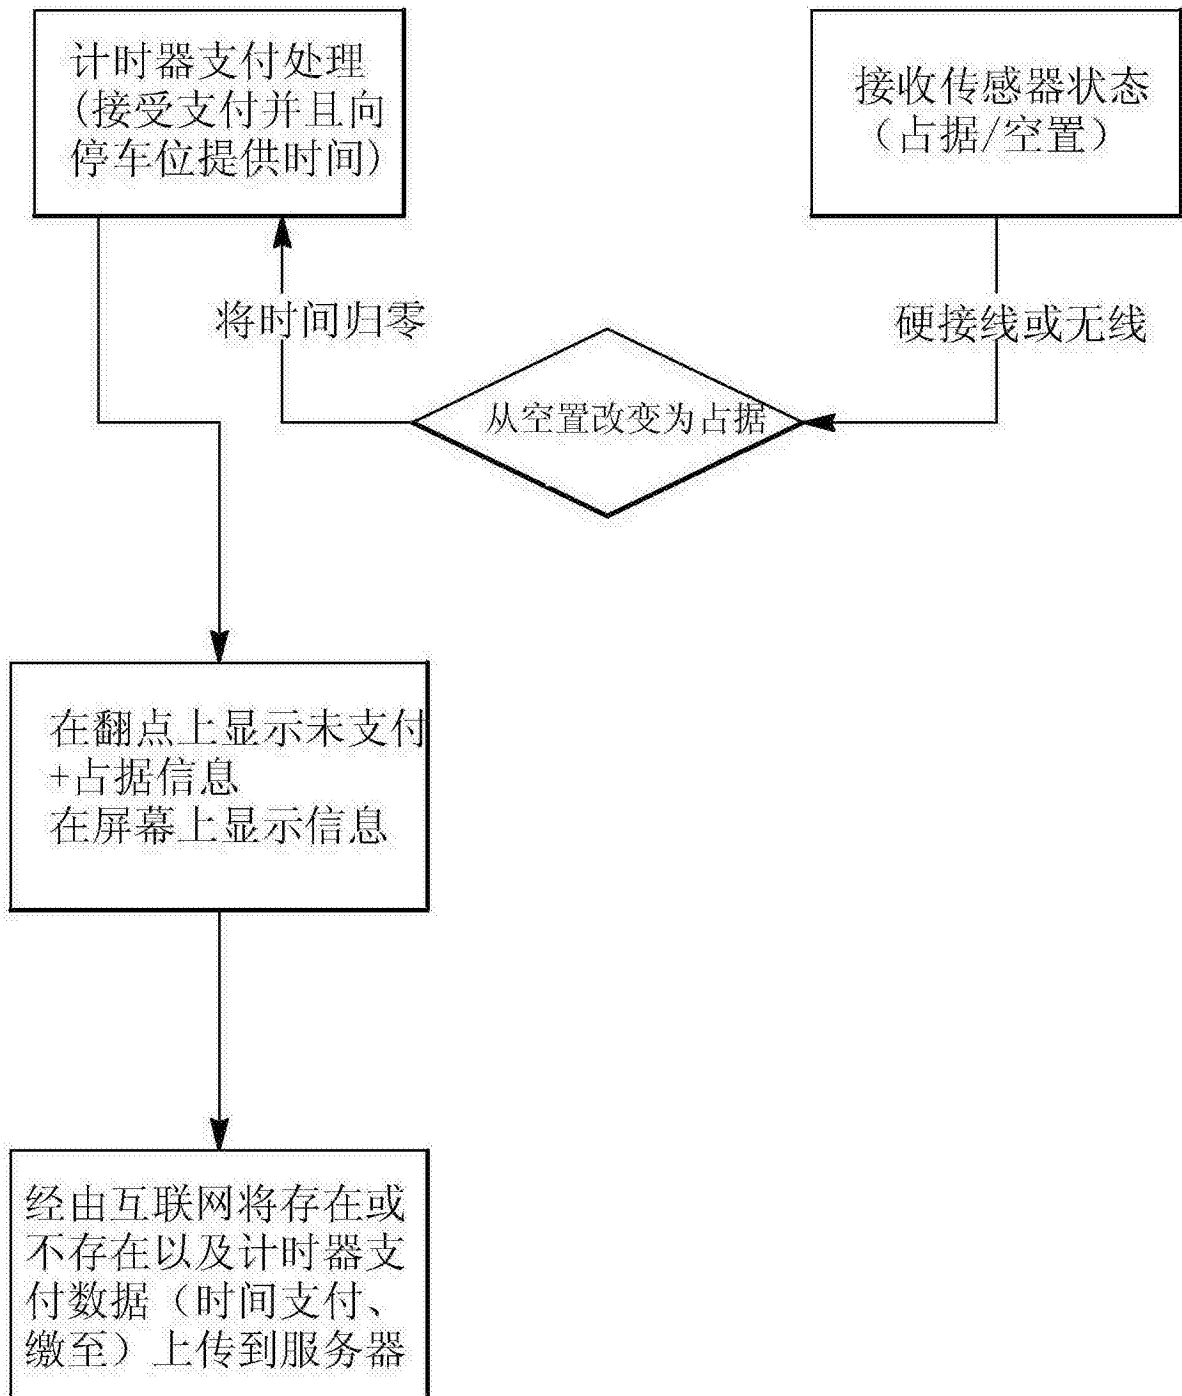 计时器支付处理
(接受支付并且向
停车位提供时间)
接收传感器状态
（占据/空置）
将时间归零
硬接线或无线
从空置改变为占据
在翻点上显示未支付
+占据信息
在屏幕上显示信息
经由互联网将存在或
不存在以及计时器支
付数据（时间支付、
缴至）上传到服务器